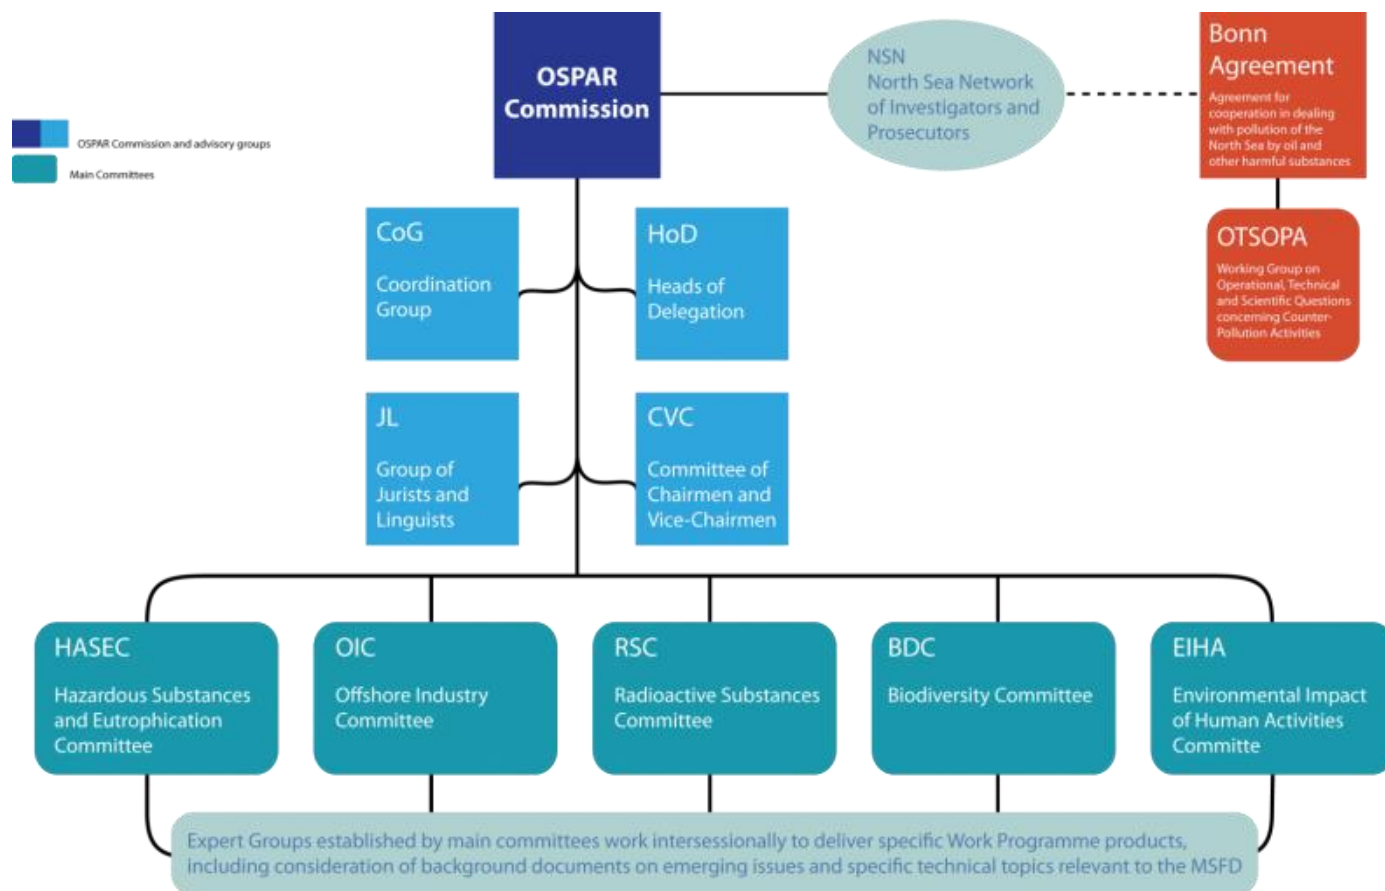 OSPAR
Commission
NSN
North Sea Network
of Investigators and
Prosecutors
Bonn
Agreement
Agreement for
cooperation in dealing
with pollution of the
North Sea by oil and
other harmful substances
OSPAR Commission and advisory groups
Main Committees
CoG
Coordination
Group
HoD
Heads of
Delegation
OTSOPA
Working Group on
Operational, Technical
and Scientific Questions
concerning Counter-
Pollution Activities
JL
Group of
Jurists and
Linguists
CVC
Committee of
Chairmen and
Vice-Chairmen
HASEC
Hazardous Substances
and Eutrophication
Committee
OIC
Offshore Industry
Committee
RSC
Radioactive Substances
Committee
BDC
Biodiversity Committee
EIHA
Environmental Impact
of Human Activities
Committe
Expert Groups established by main committees work intersessionally to deliver specific Work Programme products,
including consideration of background documents on emerging issues and specific technical topics relevant to the MSFD